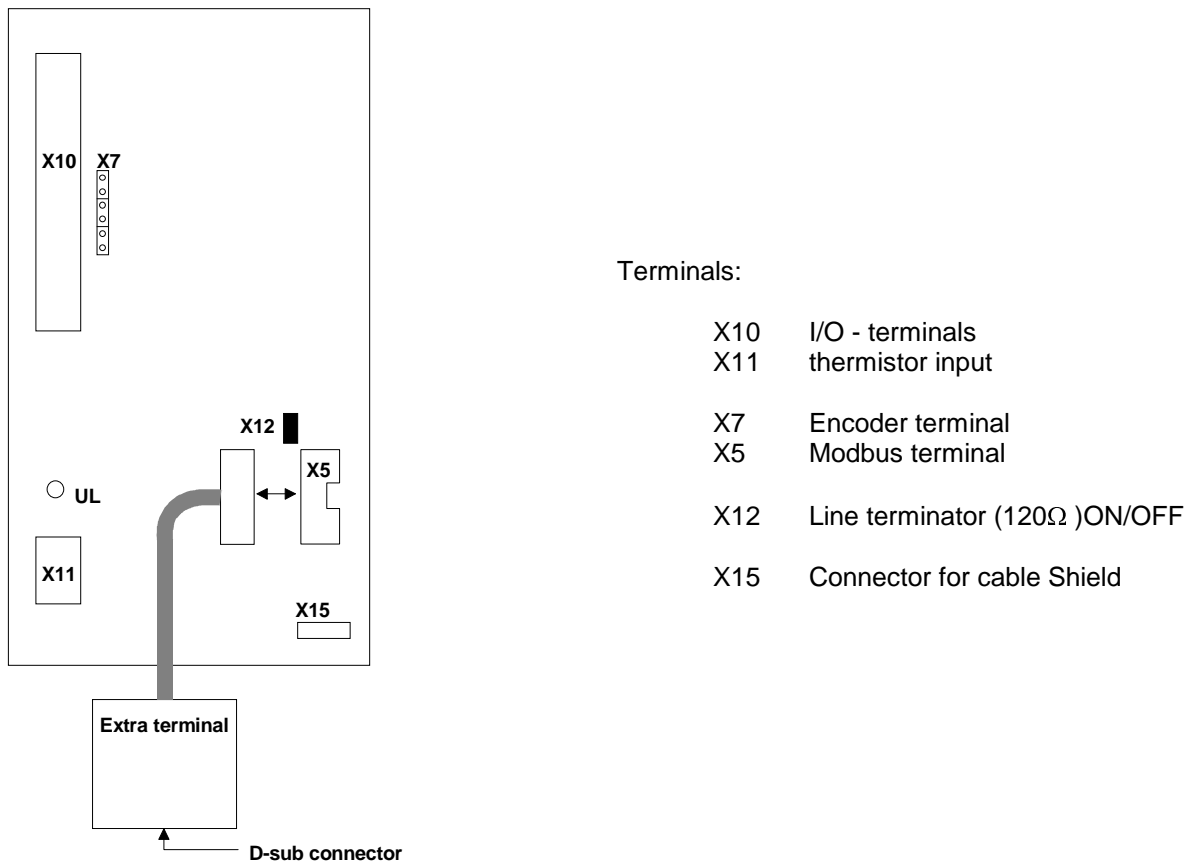 X10 X7
X12
X5
UL
X11
X15
Extra terminal
D-sub connector
Terminals:
X10 I/O - terminals
X11 thermistor input
X7 Encoder terminal
X5 Modbus terminal
X12 Line terminator (120Ω )ON/OFF
X15 Connector for cable Shield